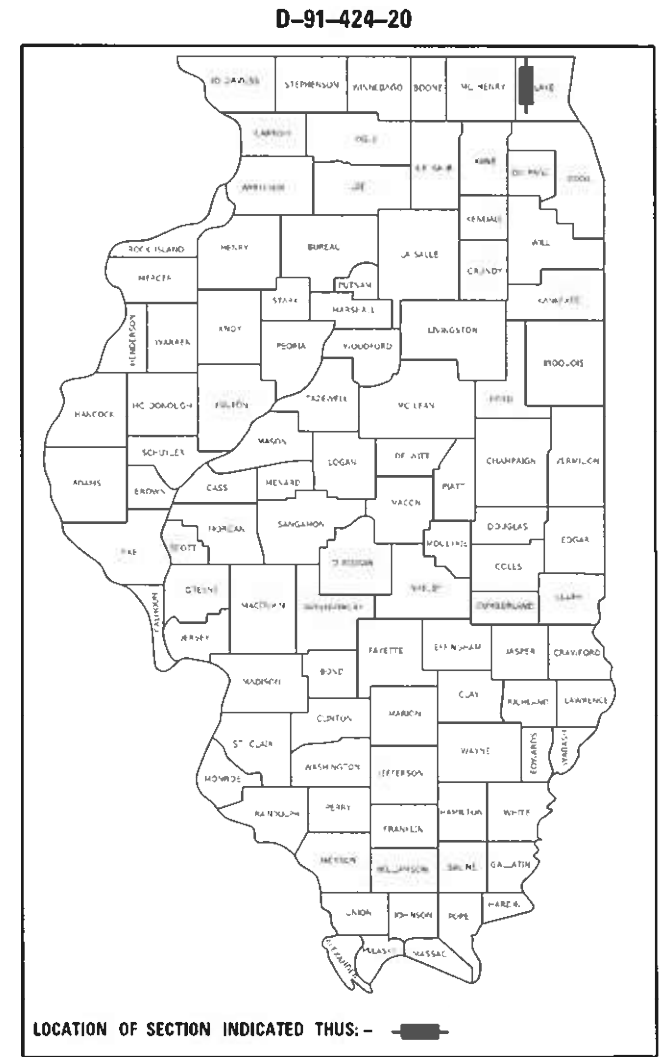 D-91-424-20
JO DAVIESS STEPHENSON WINNEBAGO BOONE MC HENRY LAKE
CARROLL OGLE DE KALB KANE DU PAGE COOK
WHITESIDE LEE
KENDALL
ROCK ISLAND HENRY BUREAU LA SALLE WILL
MERCER PUTNAM GRUNDY
STARK MARSHALL KANKAKEE
HENDERSON WARREN KNOX PEORIA WOODFORD LIVINGSTON IROQUOIS
HANCOCK MC DONOUGH FULTON TAZEWELL MC LEAN FORD
MASON
SCHUYLER LOGAN DE WITT CHAMPAIGN VERMILION
ADAMS BROWN CASS MENARD MACON PIATT
MORGAN SANGAMON DOUGLAS
PIKE SCOTT MOULTRIE EDGAR
CHRISTIAN COLES
CALHOUN GREENE MACOUPIN MONTGOMERY SHELBY CUMBERLAND CLARK
JERSEY FAYETTE EFFINGHAM JASPER CRAWFORD
MADISON BOND
CLAY RICHLAND LAWRENCE
CLINTON MARION
ST. CLAIR WAYNE EDWARDS WABASH
MONROE WASHINGTON JEFFERSON
RANDOLPH PERRY HAMILTON WHITE
FRANKLIN
JACKSON WILLIAMSON SALINE GALLATIN
UNION JOHNSON POPE HARDIN
ALEXANDER PULASKI MASSAC
LOCATION OF SECTION INDICATED THUS: -